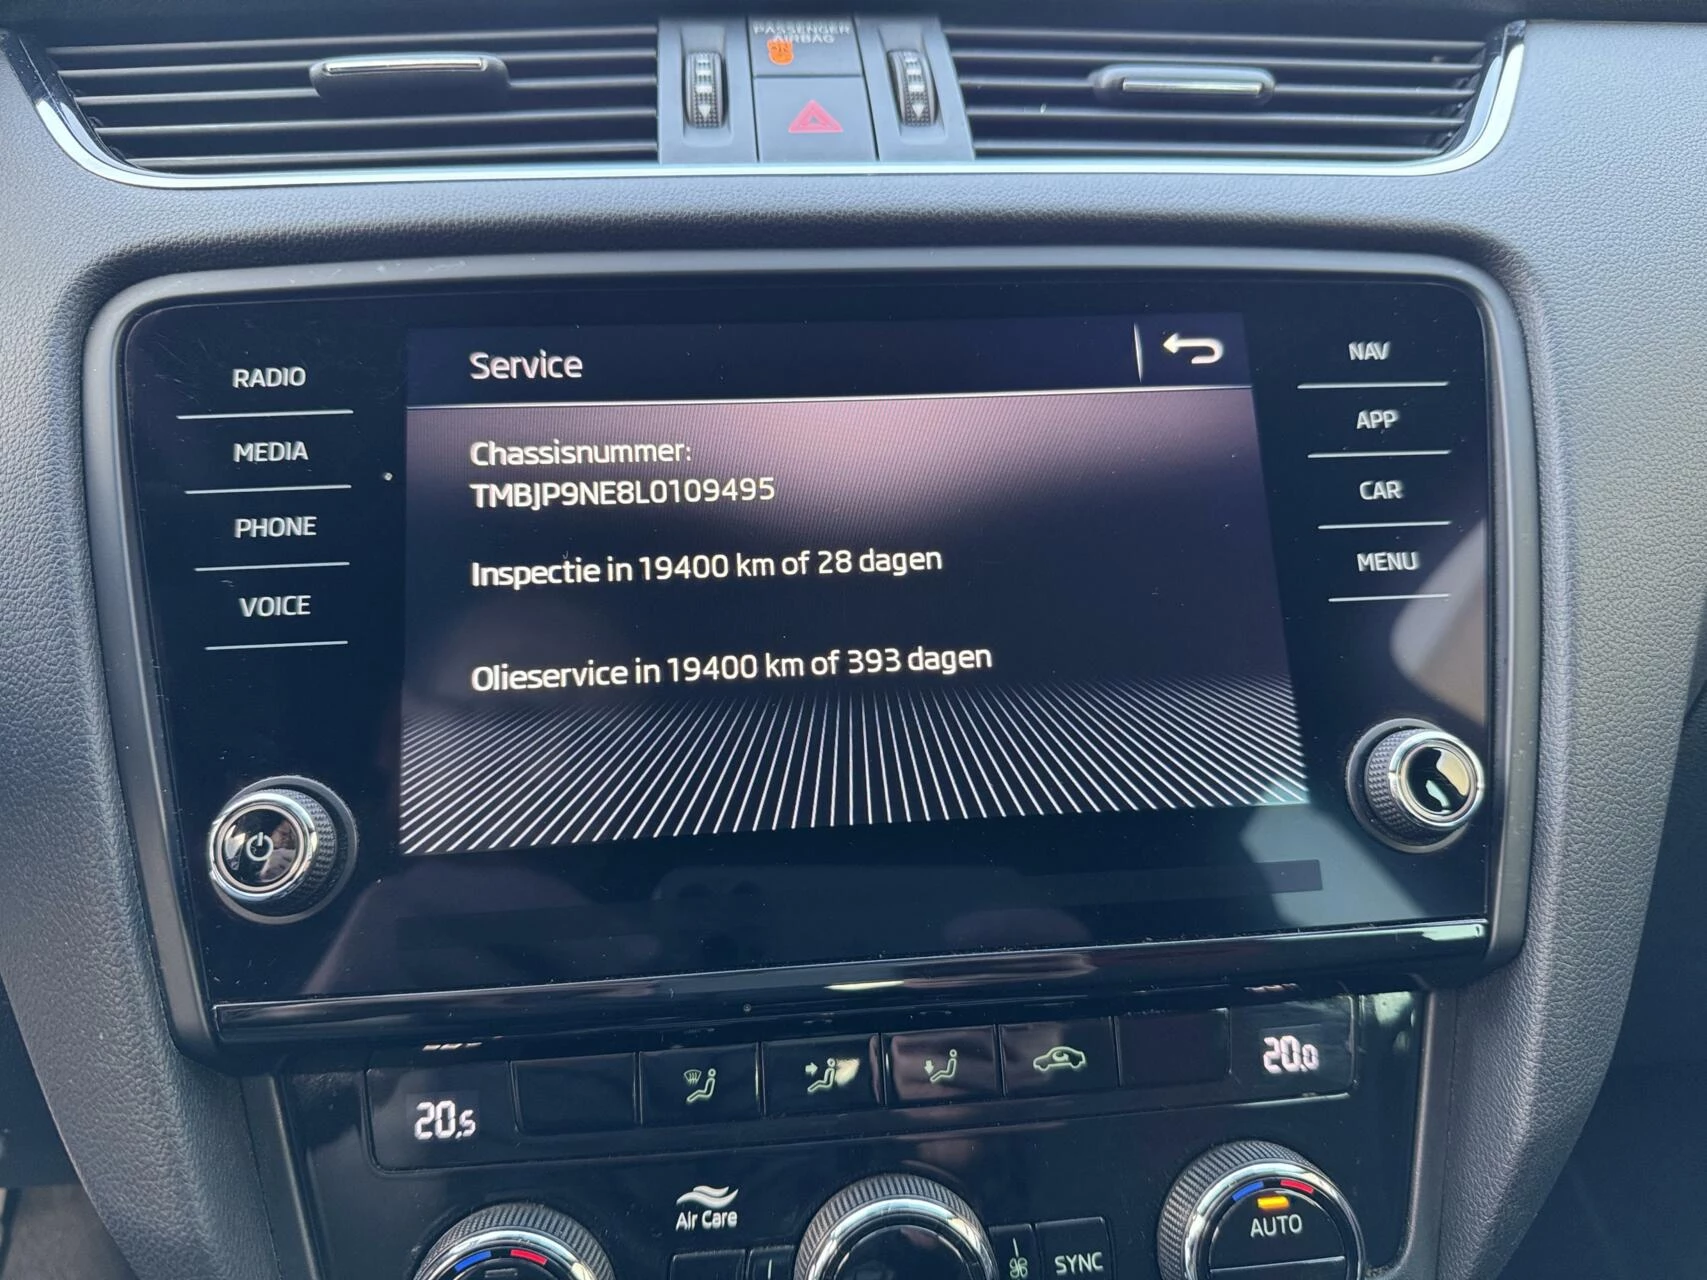 PASSENGER
AIRBAG
ON
Service
RADIO
MEDIA
PHONE
VOICE
NAV
APP
CAR
MENU
Chassisnummer:
TMBJP9NE8L0109495
Inspectie in 19400 km of 28 dagen
Olieservice in 19400 km of 393 dagen
20.5
20.0
Air Care
AUTO
SYNC